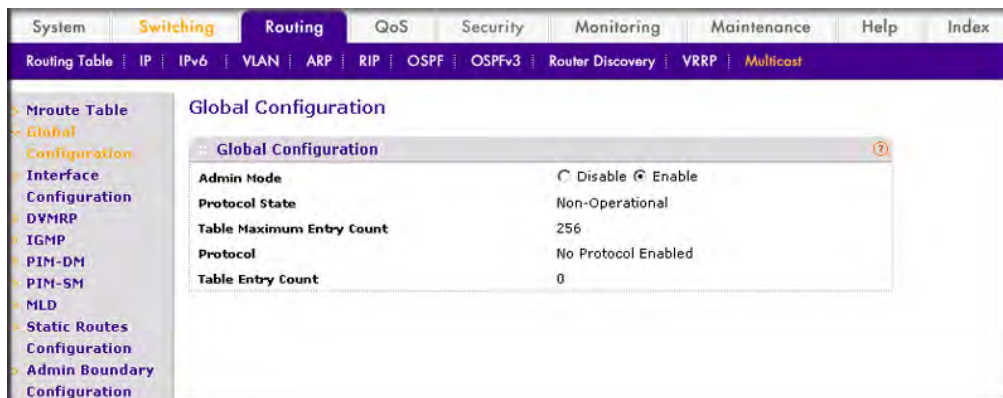 System Switching Routing QoS Security Monitoring Maintenance Help Index
Routing Table IP IPv6 VLAN ARP RIP OSPF OSPFv3 Router Discovery VRRP Multicast
Mroute Table
Global
Configuration
Interface
Configuration
DVMRP
IGMP
PIM-DM
PIM-SM
MLD
Static Routes
Configuration
Admin Boundary
Configuration
Global Configuration
Global Configuration ?
Admin Mode Disable Enable
Protocol State Non-Operational
Table Maximum Entry Count 256
Protocol No Protocol Enabled
Table Entry Count 0